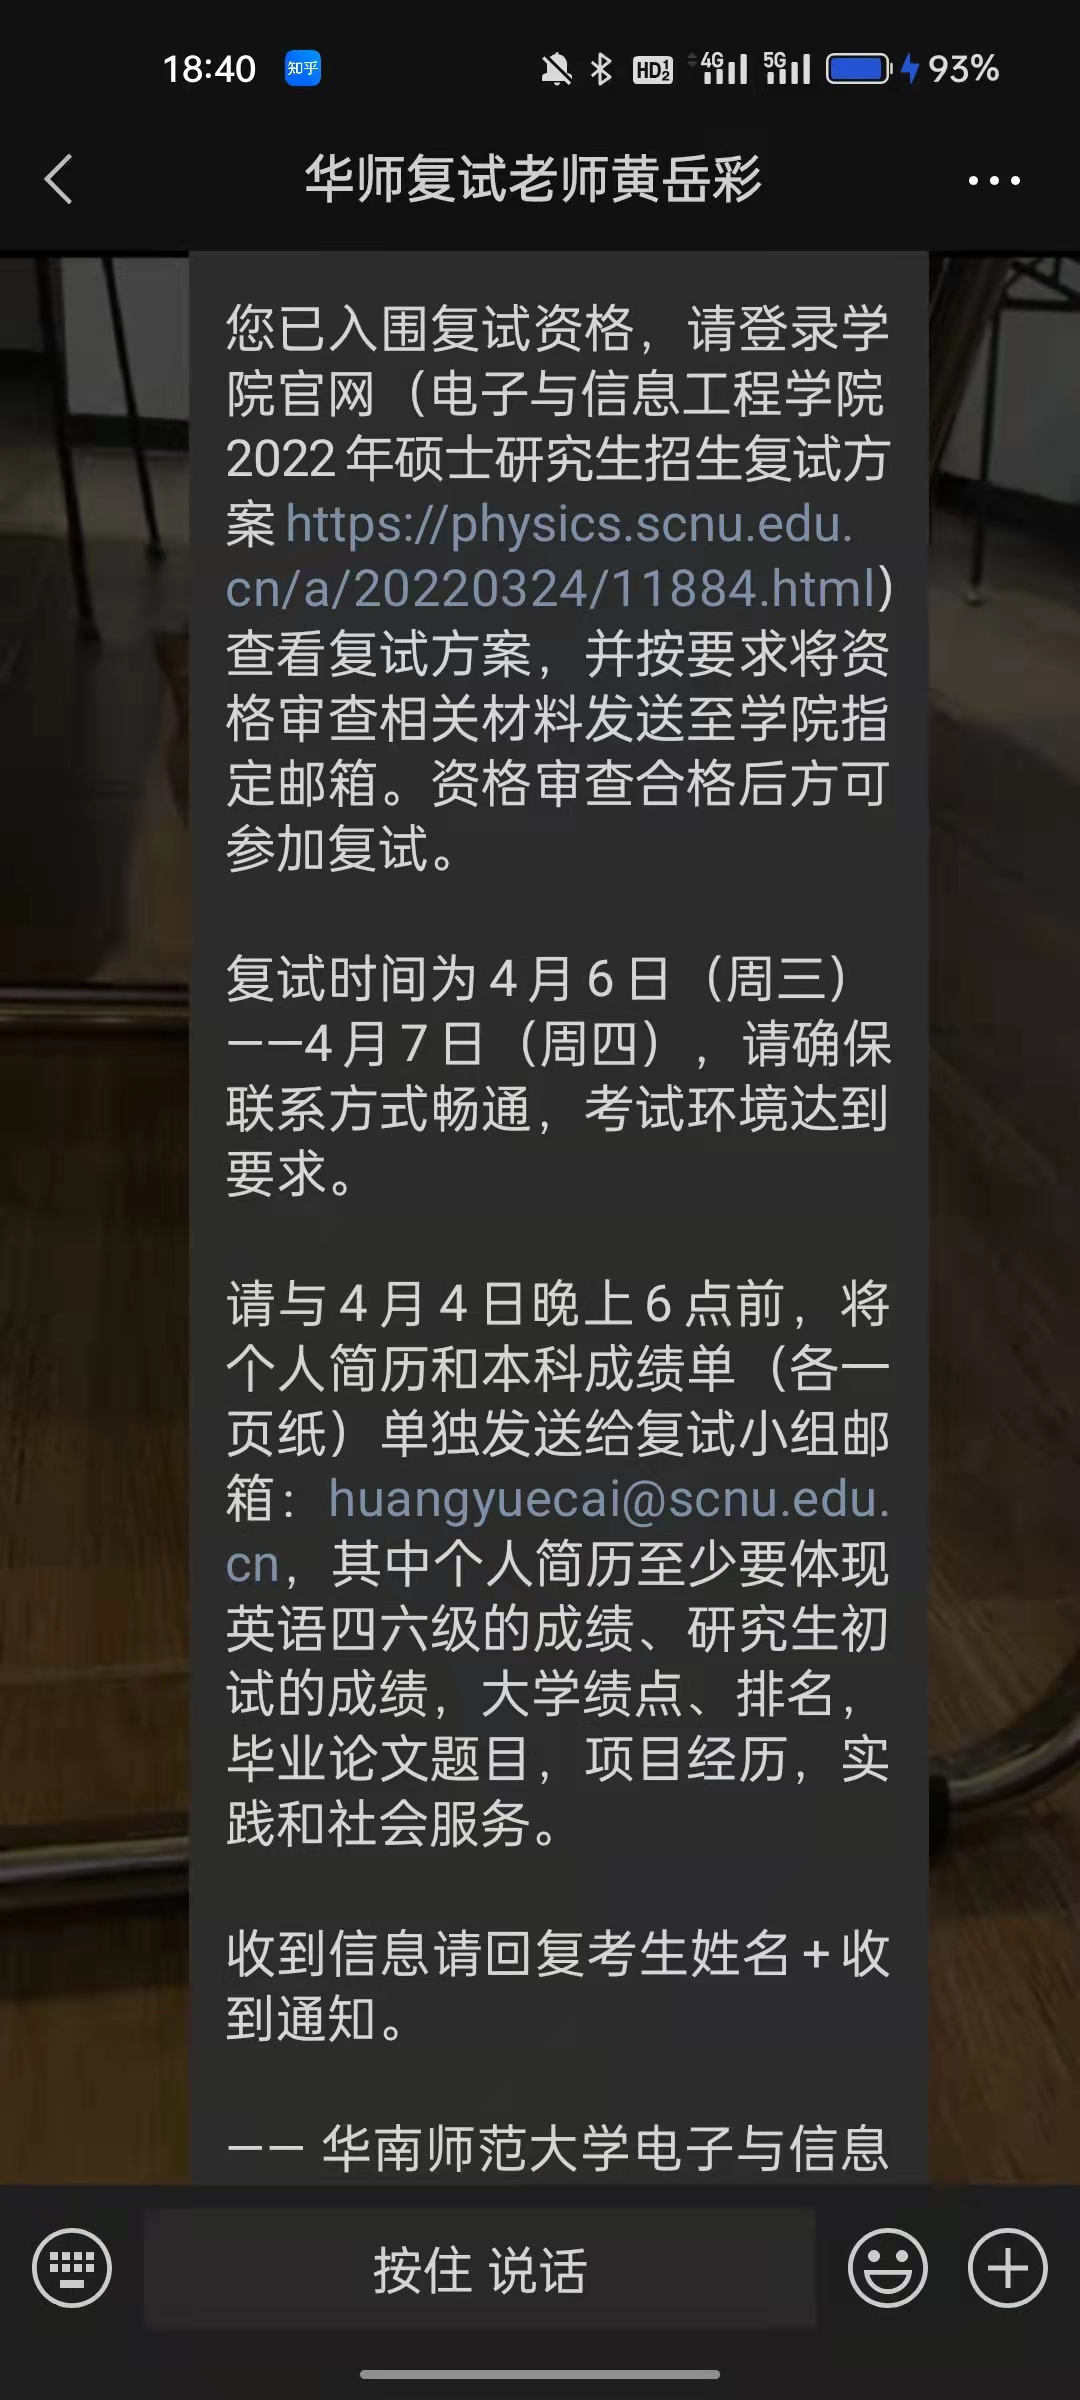 18:40 知乎 HD 1 2 4G 5G 93%
华师复试老师黄岳彩
您已入围复试资格，请登录学
院官网（电子与信息工程学院
2022年硕士研究生招生复试方
案https://physics.scnu.edu.
cn/a/20220324/11884.html)
查看复试方案，并按要求将资
格审查相关材料发送至学院指
定邮箱。资格审查合格后方可
参加复试。
复试时间为4月6日（周三）
——4月7日（周四），请确保
联系方式畅通，考试环境达到
要求。
请与4月4日晚上6点前，将
个人简历和本科成绩单（各一
页纸）单独发送给复试小组邮
箱：huangyuecai@scnu.edu.
cn，其中个人简历至少要体现
英语四六级的成绩、研究生初
试的成绩，大学绩点、排名，
毕业论文题目，项目经历，实
践和社会服务。
收到信息请回复考生姓名+收
到通知。
—— 华南师范大学电子与信息
按住 说话